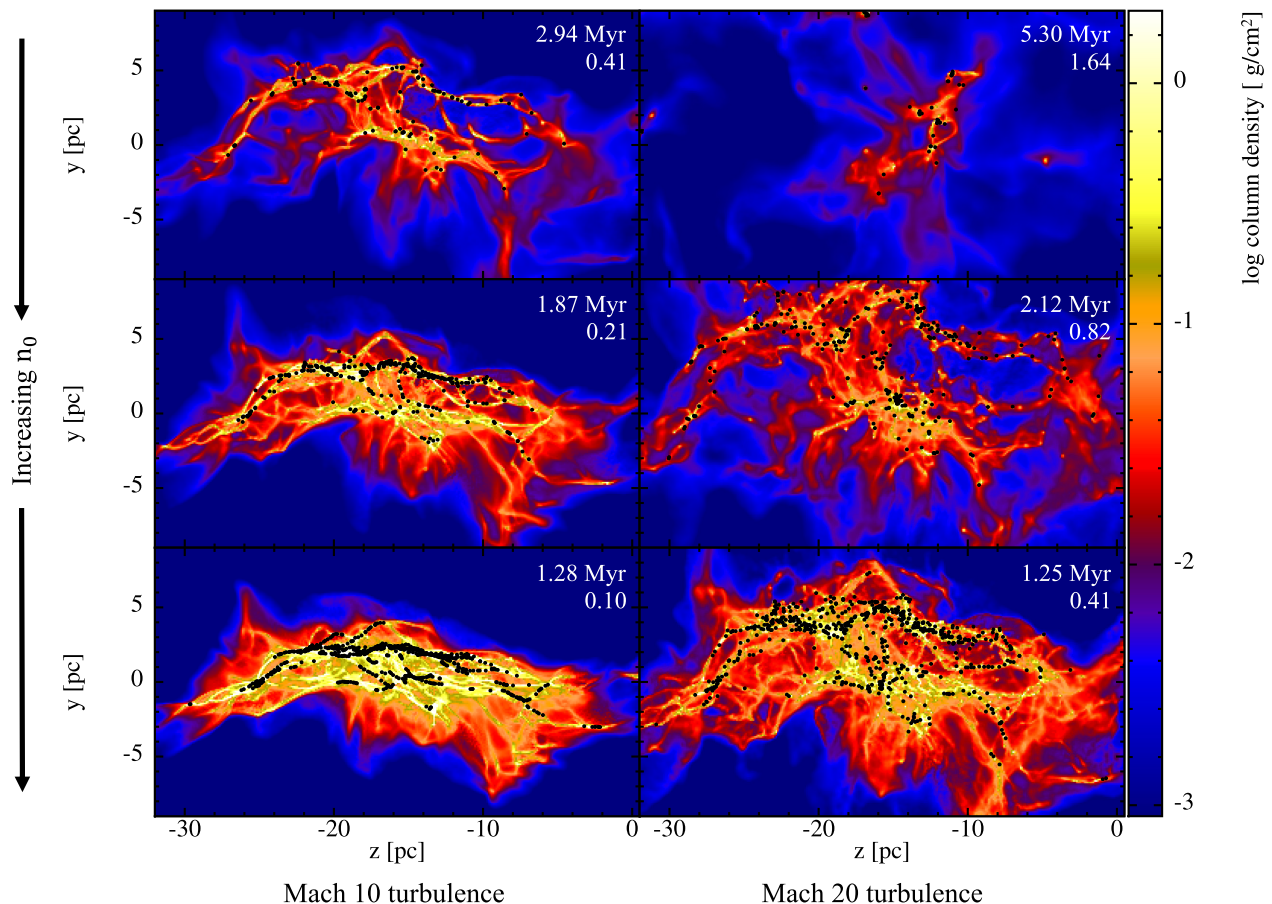 2.94 Myr
0.41
5.30 Myr
1.64
5
0
-5
y [pc]
1.87 Myr
0.21
2.12 Myr
0.82
5
0
-5
y [pc]
1.28 Myr
0.10
1.25 Myr
0.41
5
0
-5
y [pc]
-30 -20 -10 0
-30 -20 -10 0
z [pc]
z [pc]
Mach 10 turbulence
Mach 20 turbulence
Increasing n0
0
-1
-2
-3
log column density [ g/cm2]